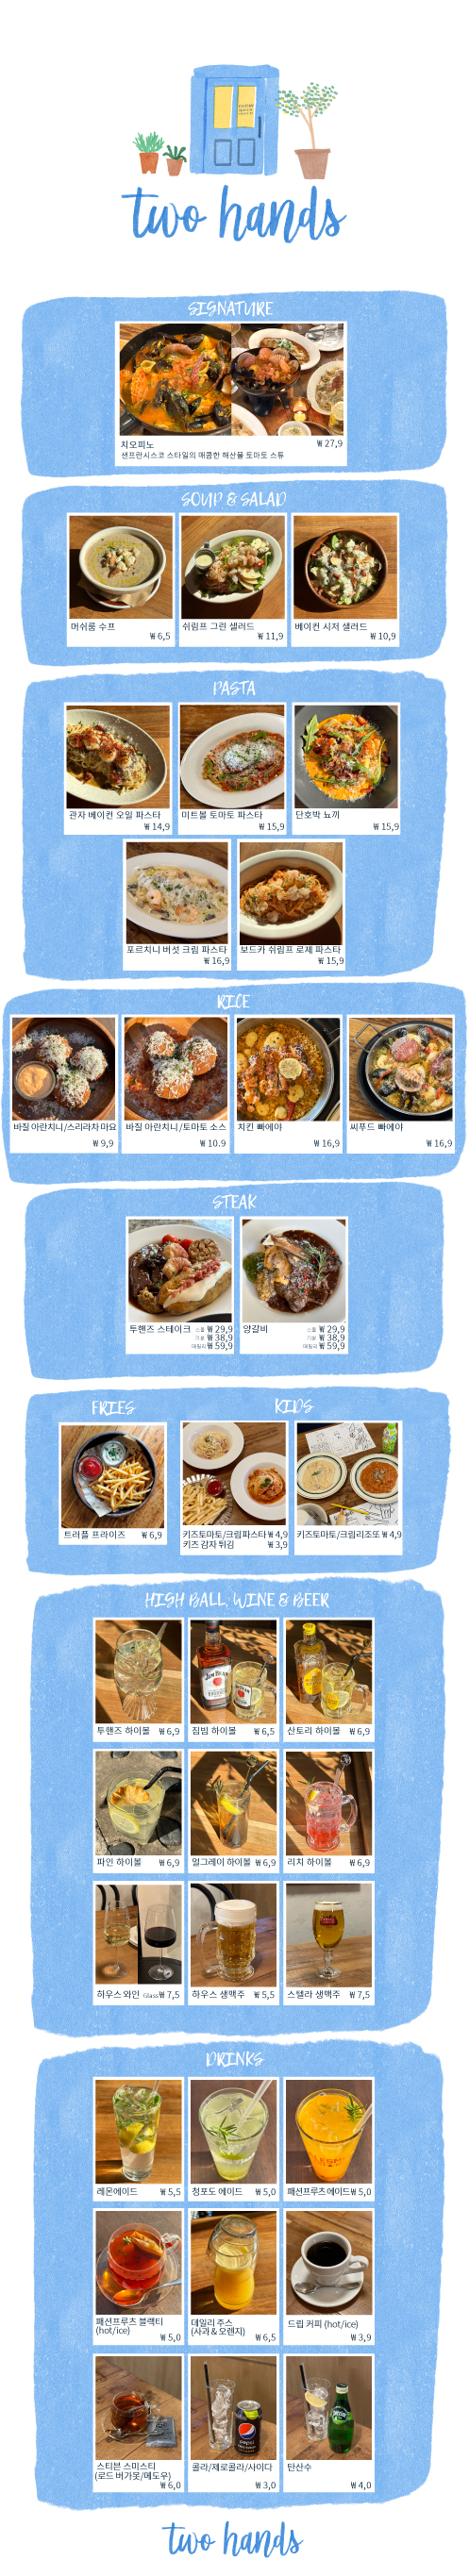 two hands
SIGNATURE
치오피노 ₩ 27,9
샌프란시스코 스타일의 매콤한 해산물 토마토 스튜
SOUP & SALAD
머쉬룸 수프
₩ 6,5
쉬림프 그린 샐러드
₩ 11,9
베이컨 시저 샐러드
₩ 10,9
PASTA
관자 베이컨 오일 파스타
₩ 14,9
미트볼 토마토 파스타
₩ 15,9
단호박 뇨끼
₩ 15,9
포르치니 버섯 크림 파스타
₩ 16,9
보드카 쉬림프 로제 파스타
₩ 15,9
RICE
바질 아란치니/스리라차 마요
₩ 9,9
바질 아란치니/토마토 소스
₩ 10.9
치킨 빠에야
₩ 16,9
씨푸드 빠에야
₩ 16,9
STEAK
투핸즈 스테이크 ₩ 29,9
₩ 38,9
₩ 59,9
양갈비 ₩ 29,9
₩ 38,9
₩ 59,9
FRIES
트러플 프라이즈 ₩ 6,9
KIDS
키즈토마토/크림파스타 ₩ 4,9
키즈 감자 튀김 ₩ 3,9
키즈토마토/크림리조또 ₩ 4,9
HIGH BALL, WINE & BEER
JIM BEAM
투핸즈 하이볼 ₩ 6,9
짐빔 하이볼 ₩ 6,5
산토리 하이볼 ₩ 6,9
파인 하이볼 ₩ 6,9
얼그레이 하이볼 ₩ 6,9
리치 하이볼 ₩ 6,9
하우스 와인 Glass ₩ 7,5
하우스 생맥주 ₩ 5,5
스텔라 생맥주 ₩ 7,5
DRINKS
레몬에이드 ₩ 5,5
청포도 에이드 ₩ 5,0
패션프루츠 에이드 ₩ 5,0
패션프루츠 블랙티
(hot/ice)
₩ 5,0
데일리 주스
(사과 & 오렌지)
₩ 6,5
드립 커피 (hot/ice)
₩ 3,9
스티븐 스미스티
(로드 버가못/메도우)
₩ 6,0
콜라/제로콜라/사이다
₩ 3,0
탄산수
₩ 4,0
two hands